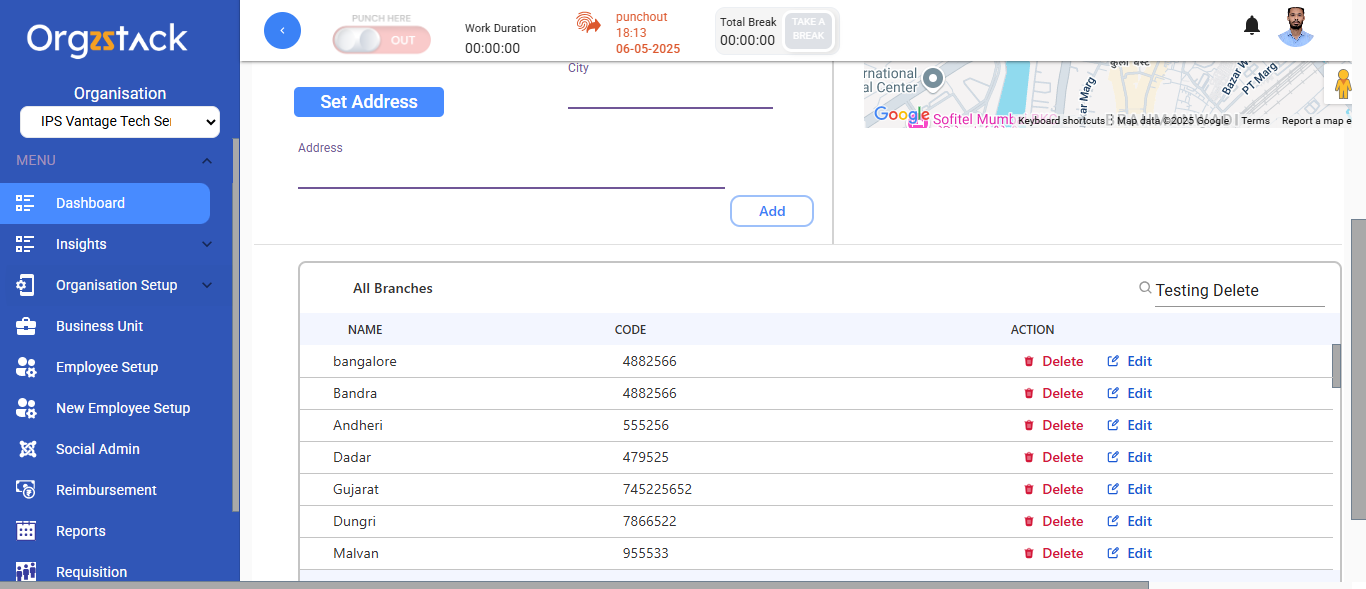 Orgzstack
Organisation
IPS Vantage Tech Ser
MENU
Dashboard
Insights
Organisation Setup
Business Unit
Employee Setup
New Employee Setup
Social Admin
Reimbursement
Reports
Requisition
PUNCH HERE
OUT
Work Duration
00:00:00
punchout
18:13
06-05-2025
Total Break
00:00:00
TAKE A
BREAK
City
Set Address
Address
Add
rnational
al Center
Bazar
PT Marg
ar Marg
Google
Sofitel Mumb
Keyboard shortcuts
Map data ©2025 Google
Terms
Report a map e
All Branches
Testing Delete
NAME CODE ACTION
bangalore 4882566 Delete Edit
Bandra 4882566 Delete Edit
Andheri 555256 Delete Edit
Dadar 479525 Delete Edit
Gujarat 745225652 Delete Edit
Dungri 7866522 Delete Edit
Malvan 955533 Delete Edit